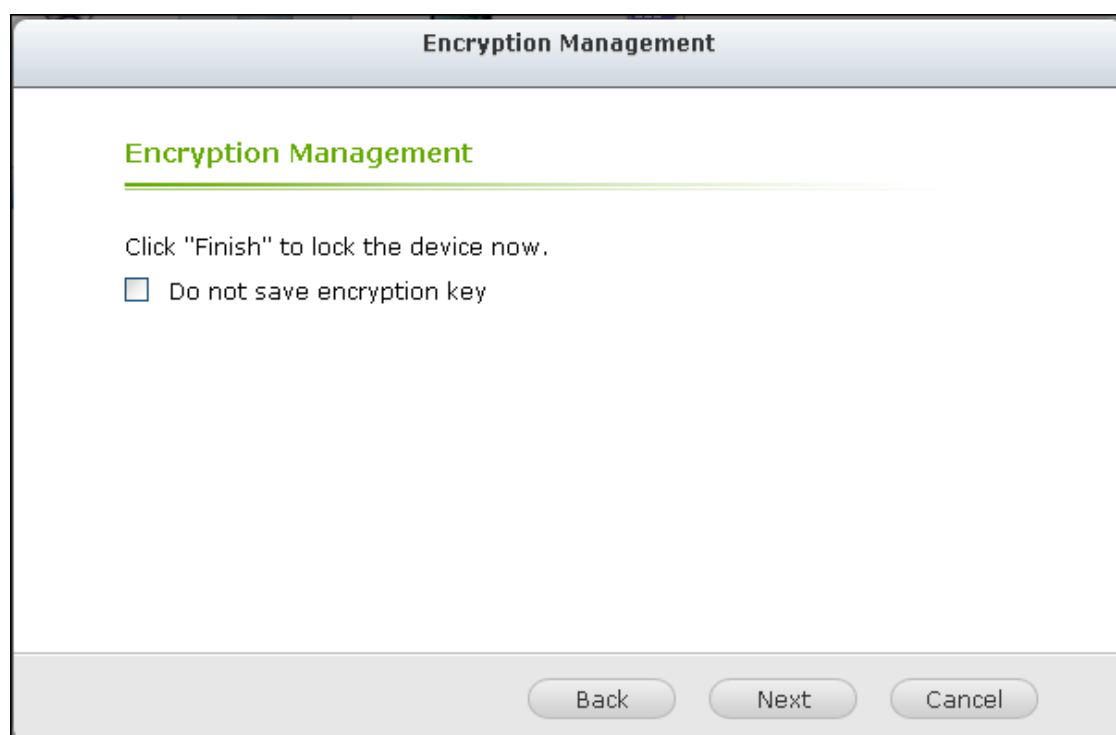 Encryption Management
Encryption Management
Click "Finish" to lock the device now.
Do not save encryption key
Back Next Cancel